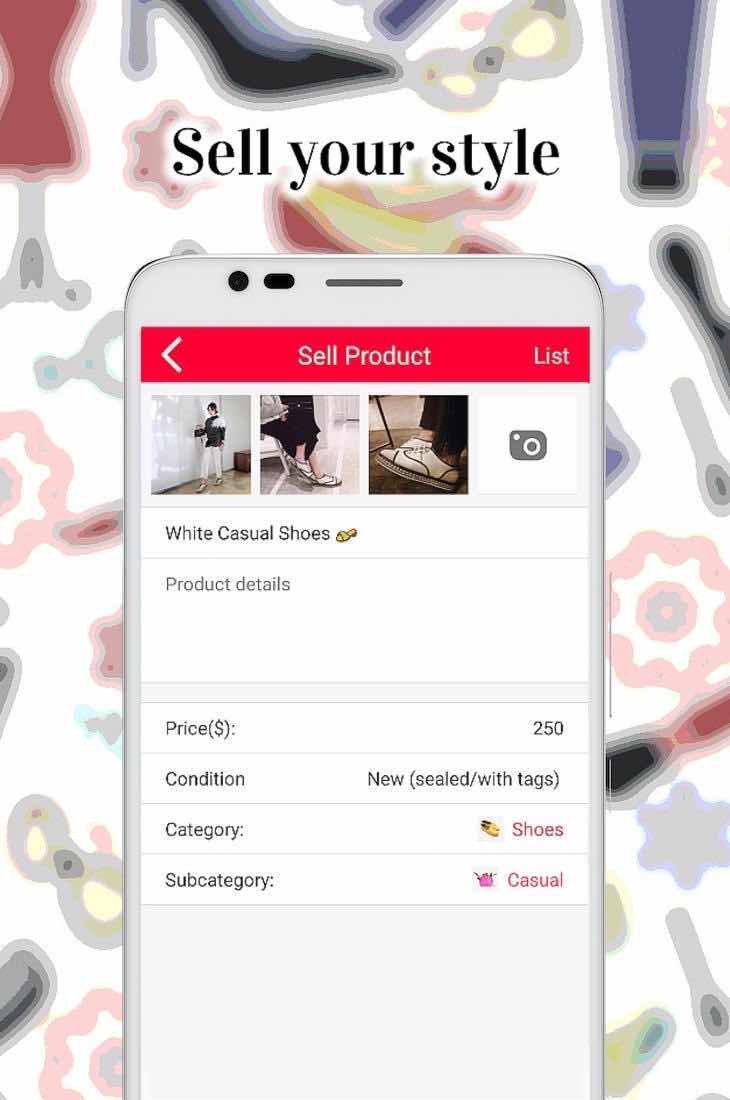 Sell your style
Sell Product
List
White Casual Shoes
Product details
Price($):
250
Condition
New (sealed/with tags)
Category:
Shoes
Subcategory:
Casual